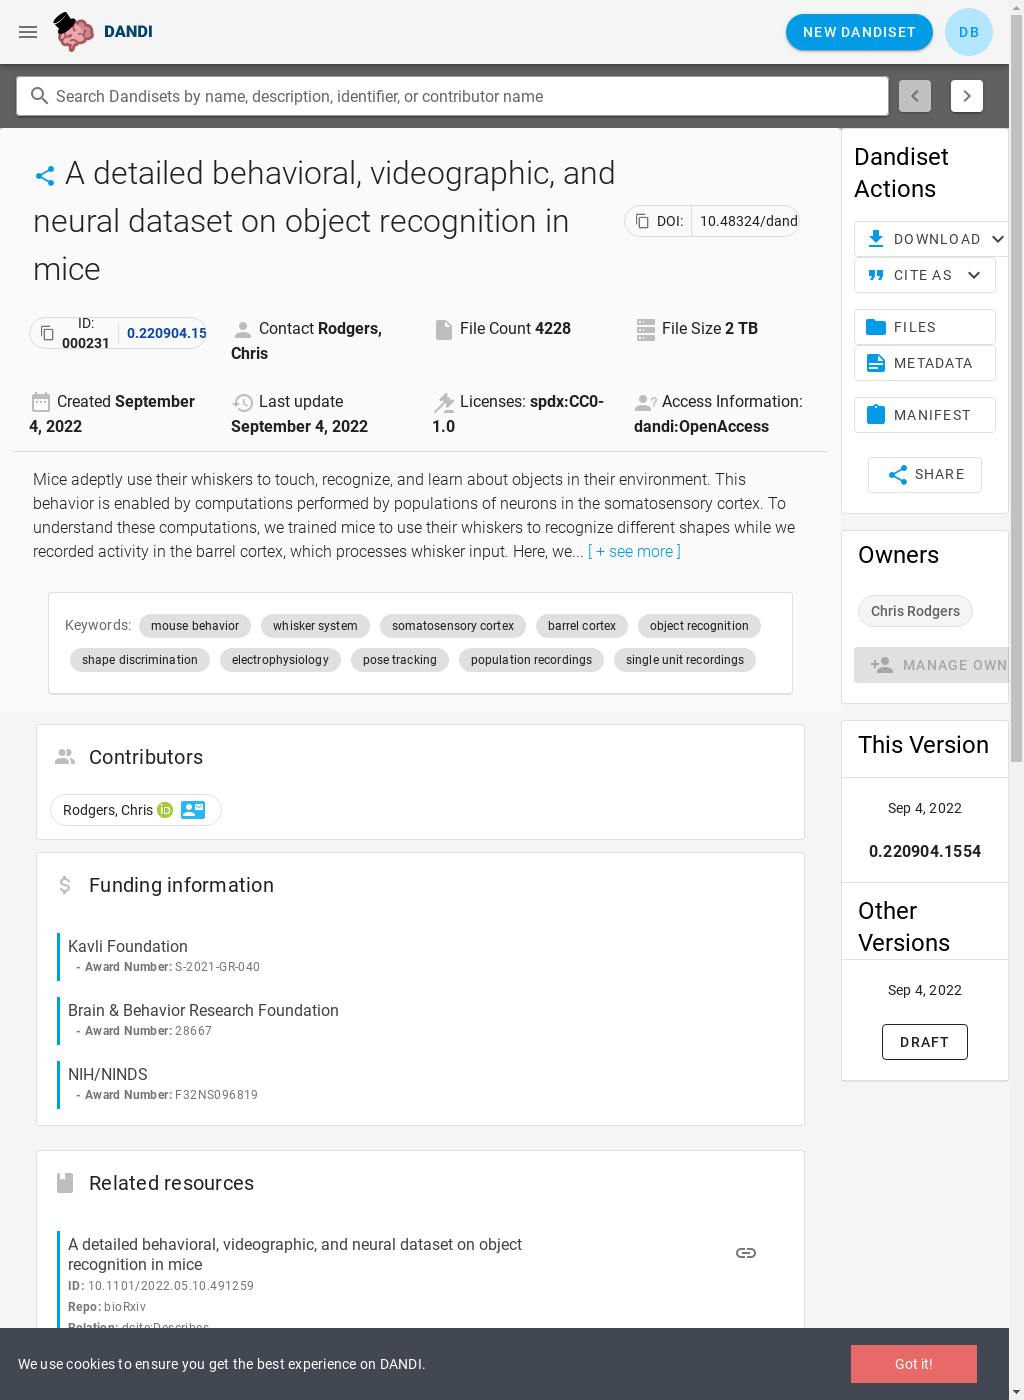 DANDI
NEW DANDISET
DB
Search Dandisets by name, description, identifier, or contributor name
A detailed behavioral, videographic, and
neural dataset on object recognition in
mice
DOI: 10.48324/dand
ID:
000231
0.220904.15
Contact Rodgers,
Chris
File Count 4228
File Size 2 TB
Created September
4, 2022
Last update
September 4, 2022
Licenses: spdx:CC0-
1.0
Access Information:
dandi:OpenAccess
Mice adeptly use their whiskers to touch, recognize, and learn about objects in their environment. This
behavior is enabled by computations performed by populations of neurons in the somatosensory cortex. To
understand these computations, we trained mice to use their whiskers to recognize different shapes while we
recorded activity in the barrel cortex, which processes whisker input. Here, we... [ + see more ]
Keywords: mouse behavior whisker system somatosensory cortex barrel cortex object recognition
shape discrimination electrophysiology pose tracking population recordings single unit recordings
Contributors
Rodgers, Chris
Funding information
Kavli Foundation
- Award Number: S-2021-GR-040
Brain & Behavior Research Foundation
- Award Number: 28667
NIH/NINDS
- Award Number: F32NS096819
Related resources
A detailed behavioral, videographic, and neural dataset on object
recognition in mice
ID: 10.1101/2022.05.10.491259
Repo: bioRxiv
Relation: dcite:Describes
Dandiset
Actions
DOWNLOAD
CITE AS
FILES
METADATA
MANIFEST
SHARE
Owners
Chris Rodgers
MANAGE OWN
This Version
Sep 4, 2022
0.220904.1554
Other
Versions
Sep 4, 2022
DRAFT
We use cookies to ensure you get the best experience on DANDI.
Got it!